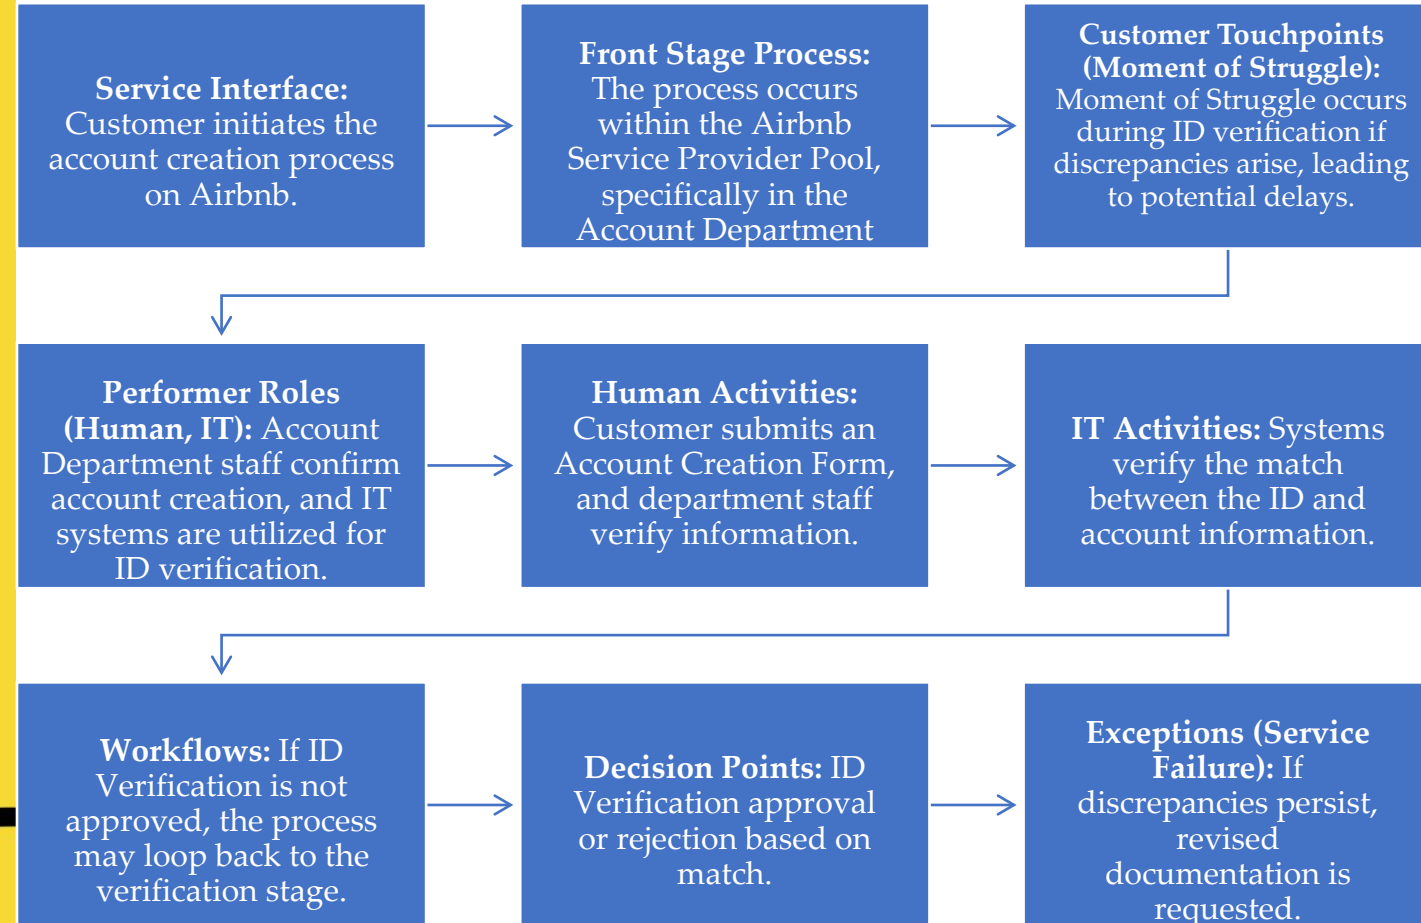 Service Interface:
Customer initiates the
account creation process
on Airbnb.
Front Stage Process:
The process occurs
within the Airbnb
Service Provider Pool,
specifically in the
Account Department
Customer Touchpoints
(Moment of Struggle):
Moment of Struggle occurs
during ID verification if
discrepancies arise, leading
to potential delays.
Performer Roles
(Human, IT): Account
Department staff confirm
account creation, and IT
systems are utilized for
ID verification.
Human Activities:
Customer submits an
Account Creation Form,
and department staff
verify information.
IT Activities: Systems
verify the match
between the ID and
account information.
Workflows: If ID
Verification is not
approved, the process
may loop back to the
verification stage.
Decision Points: ID
Verification approval
or rejection based on
match.
Exceptions (Service
Failure): If
discrepancies persist,
revised
documentation is
requested.